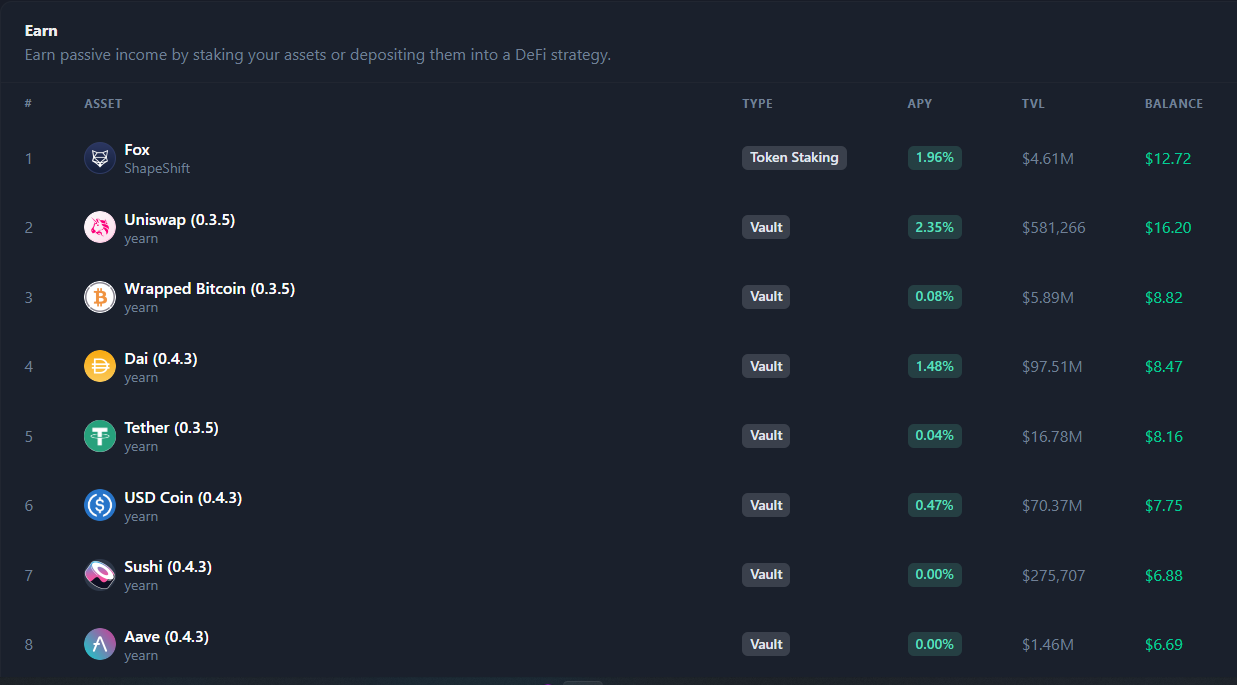 Earn
Earn passive income by staking your assets or depositing them into a DeFi strategy.
# ASSET TYPE APY TVL BALANCE
1 Fox Token Staking 1.96% $4.61M $12.72
ShapeShift
2 Uniswap (0.3.5) Vault 2.35% $581,266 $16.20
yearn
3 Wrapped Bitcoin (0.3.5) Vault 0.08% $5.89M $8.82
yearn
4 Dai (0.4.3) Vault 1.48% $97.51M $8.47
yearn
5 Tether (0.3.5) Vault 0.04% $16.78M $8.16
yearn
6 USD Coin (0.4.3) Vault 0.47% $70.37M $7.75
yearn
7 Sushi (0.4.3) Vault 0.00% $275,707 $6.88
yearn
8 Aave (0.4.3) Vault 0.00% $1.46M $6.69
yearn